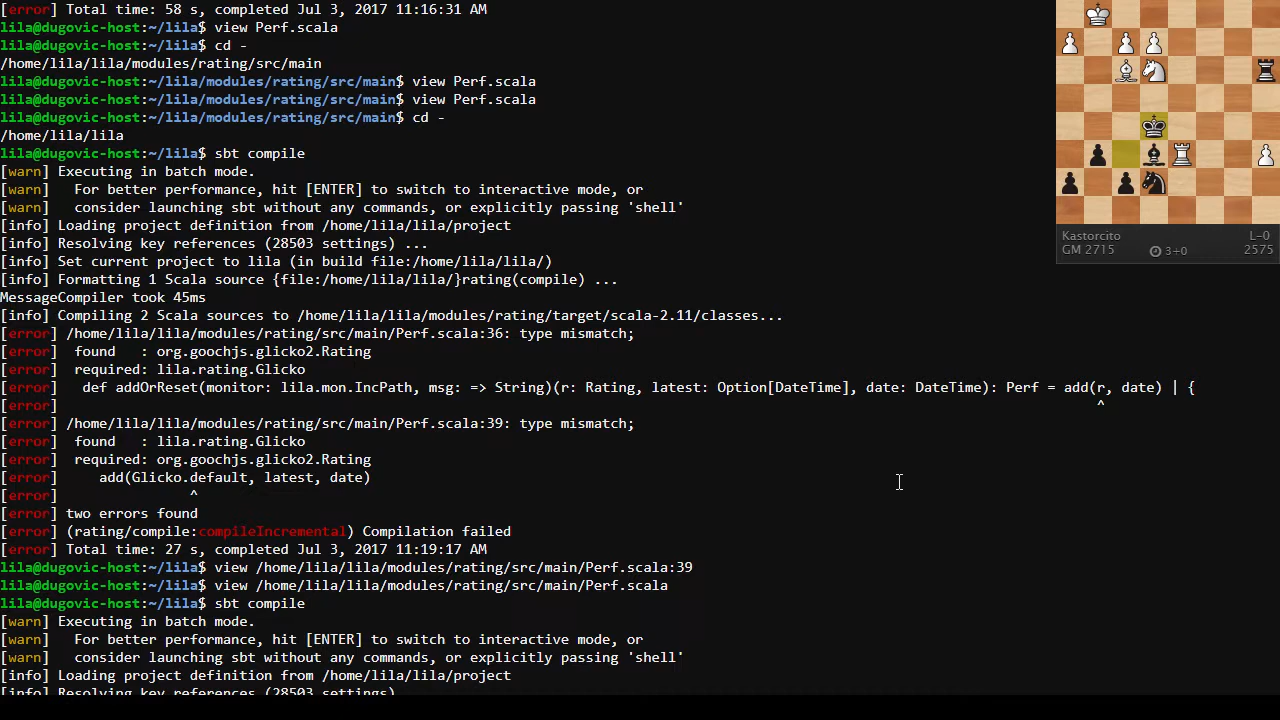 [error] Total time: 58 s, completed Jul 3, 2017 11:16:31 AM
lila@dugovic-host:~/lila$ view Perf.scala
lila@dugovic-host:~/lila$ cd -
/home/lila/lila/modules/rating/src/main
lila@dugovic-host:~/lila/modules/rating/src/main$ view Perf.scala
lila@dugovic-host:~/lila/modules/rating/src/main$ view Perf.scala
lila@dugovic-host:~/lila/modules/rating/src/main$ cd -
/home/lila/lila
lila@dugovic-host:~/lila$ sbt compile
[warn] Executing in batch mode.
[warn]   For better performance, hit [ENTER] to switch to interactive mode, or
[warn]   consider launching sbt without any commands, or explicitly passing 'shell'
[info] Loading project definition from /home/lila/lila/project
[info] Resolving key references (28503 settings) ...
[info] Set current project to lila (in build file:/home/lila/lila/)
[info] Formatting 1 Scala source {file:/home/lila/lila/}rating(compile) ...
MessageCompiler took 45ms
[info] Compiling 2 Scala sources to /home/lila/lila/modules/rating/target/scala-2.11/classes...
[error] /home/lila/lila/modules/rating/src/main/Perf.scala:36: type mismatch;
[error]  found   : org.goochjs.glicko2.Rating
[error]  required: lila.rating.Glicko
[error]   def addOrReset(monitor: lila.mon.IncPath, msg: => String)(r: Rating, latest: Option[DateTime], date: DateTime): Perf = add(r, date) | {
[error]                                                                                                                              ^
[error] /home/lila/lila/modules/rating/src/main/Perf.scala:39: type mismatch;
[error]  found   : lila.rating.Glicko
[error]  required: org.goochjs.glicko2.Rating
[error]     add(Glicko.default, latest, date)
[error]                ^
[error] two errors found
[error] (rating/compile:compileIncremental) Compilation failed
[error] Total time: 27 s, completed Jul 3, 2017 11:19:17 AM
lila@dugovic-host:~/lila$ view /home/lila/lila/modules/rating/src/main/Perf.scala:39
lila@dugovic-host:~/lila$ view /home/lila/lila/modules/rating/src/main/Perf.scala
lila@dugovic-host:~/lila$ sbt compile
[warn] Executing in batch mode.
[warn]   For better performance, hit [ENTER] to switch to interactive mode, or
[warn]   consider launching sbt without any commands, or explicitly passing 'shell'
[info] Loading project definition from /home/lila/lila/project
[info] Resolving key references (28503 settings)
Kastorcito L-0
GM 2715 3+0 2575